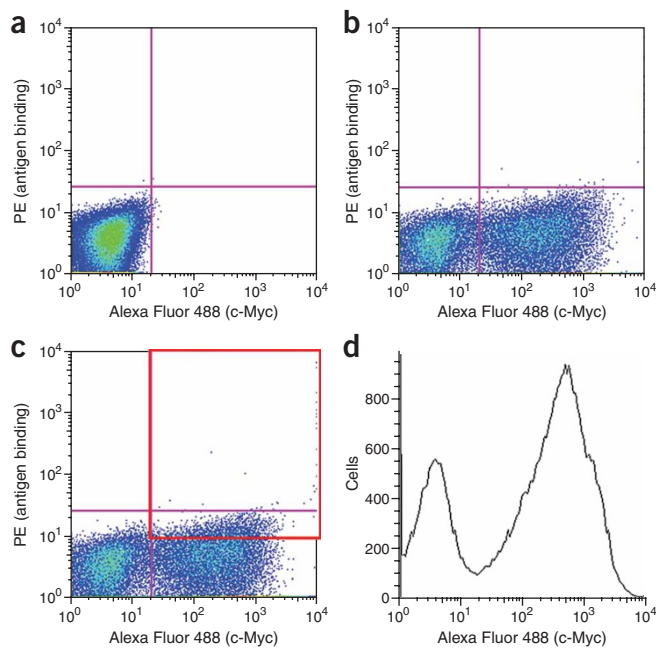 a
10⁴
10³
10²
10¹
10⁰
PE (antigen binding)
10⁰ 10¹ 10² 10³ 10⁴
Alexa Fluor 488 (c-Myc)
b
10⁴
10³
10²
10¹
10⁰
PE (antigen binding)
10⁰ 10¹ 10² 10³ 10⁴
Alexa Fluor 488 (c-Myc)
c
10⁴
10³
10²
10¹
10⁰
PE (antigen binding)
10⁰ 10¹ 10² 10³ 10⁴
Alexa Fluor 488 (c-Myc)
d
800
600
400
200
0
Cells
10⁰ 10¹ 10² 10³ 10⁴
Alexa Fluor 488 (c-Myc)